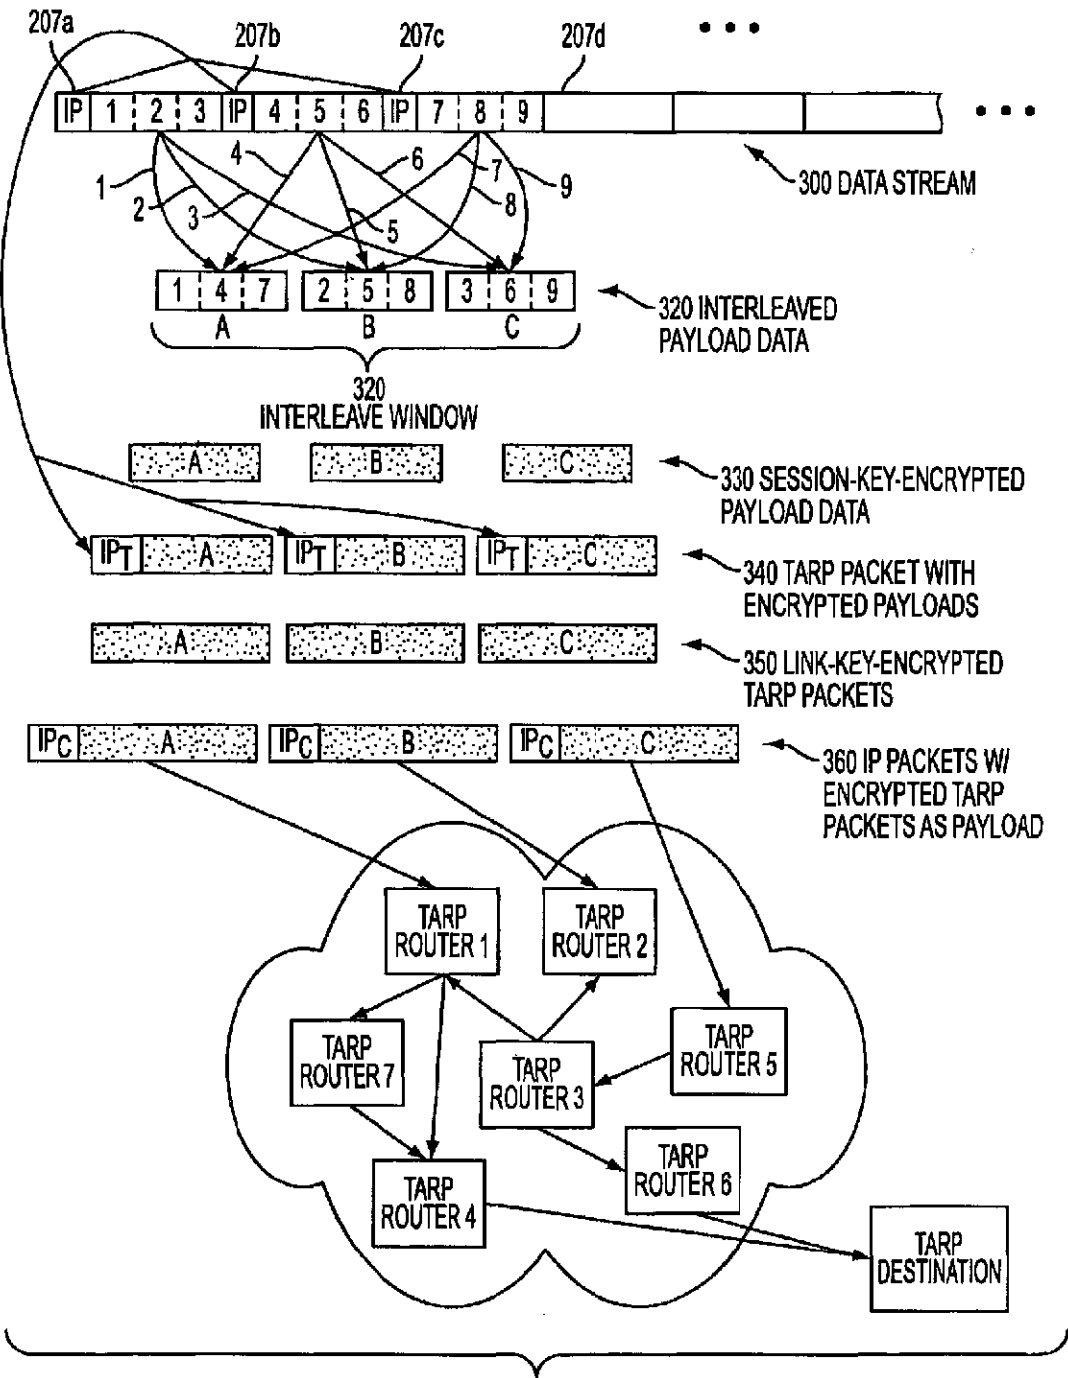 207a
207b
207c
207d
IP 1 2 3 IP 4 5 6 IP 7 8 9
300 DATA STREAM
1 2 3 4 5 6 7 8 9
1 4 7
2 5 8
3 6 9
A B C
320 INTERLEAVED
PAYLOAD DATA
320
INTERLEAVE WINDOW
A B C
330 SESSION-KEY-ENCRYPTED
PAYLOAD DATA
IPT A IPT B IPT C
340 TARP PACKET WITH
ENCRYPTED PAYLOADS
A B C
350 LINK-KEY-ENCRYPTED
TARP PACKETS
IPC A IPC B IPC C
360 IP PACKETS W/
ENCRYPTED TARP
PACKETS AS PAYLOAD
TARP
ROUTER 1
TARP
ROUTER 2
TARP
ROUTER 7
TARP
ROUTER 3
TARP
ROUTER 5
TARP
ROUTER 4
TARP
ROUTER 6
TARP
DESTINATION